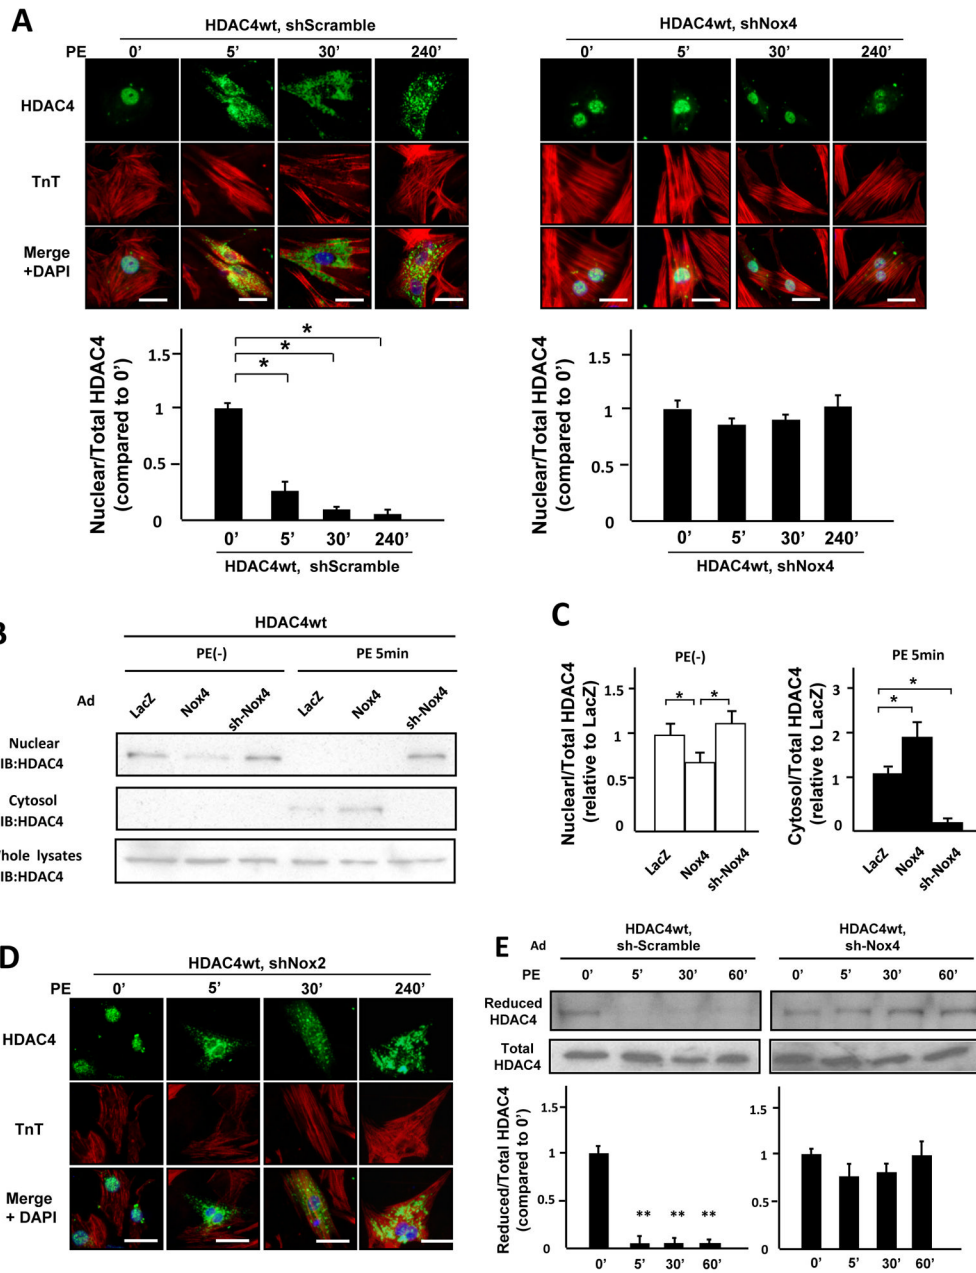 A
HDAC4wt, shScramble
PE 0' 5' 30' 240'
HDAC4
TnT
Merge
+DAPI
HDAC4wt, shNox4
0' 5' 30' 240'
Nuclear/Total HDAC4
(compared to 0')
1.5
1
0.5
0
*
*
*
0' 5' 30' 240'
HDAC4wt, shScramble
Nuclear/Total HDAC4
(compared to 0')
1.5
1
0.5
0
0' 5' 30' 240'
HDAC4wt, shNox4
B
HDAC4wt
PE(-) PE 5min
Ad LacZ Nox4 sh-Nox4 LacZ Nox4 sh-Nox4
Nuclear
IB:HDAC4
Cytosol
IB:HDAC4
Whole lysates
IB:HDAC4
C
PE(-)
Nuclearl/Total HDAC4
(relative to LacZ)
1.5
1
0.5
0
* *
LacZ Nox4 sh-Nox4
PE 5min
Cytosol/Total HDAC4
(relative to LacZ)
3
2
1
0
*
*
LacZ Nox4 sh-Nox4
D
HDAC4wt, shNox2
PE 0' 5' 30' 240'
HDAC4
TnT
Merge
+ DAPI
E
Ad HDAC4wt,
sh-Scramble
HDAC4wt,
sh-Nox4
PE 0' 5' 30' 60' 0' 5' 30' 60'
Reduced
HDAC4
Total
HDAC4
Reduced/Total HDAC4
(compared to 0')
1.5
1
0.5
0
** ** **
0' 5' 30' 60'
1.5
1
0.5
0
0' 5' 30' 60'